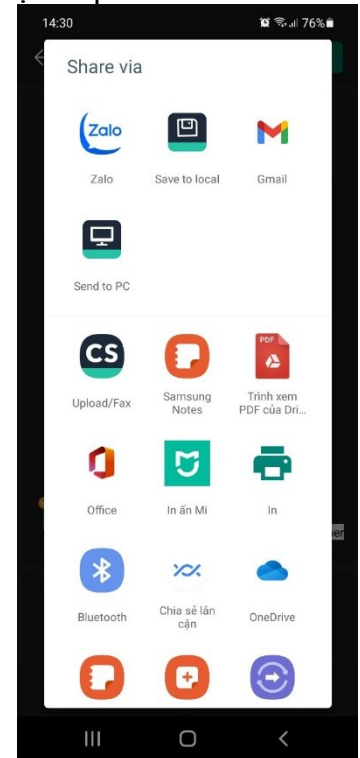 14:30
76%
Share via
Zalo
Zalo
Save to local
Gmail
Send to PC
CS
PDF
Upload/Fax
Samsung
Notes
Trình xem
PDF của Dri...
Office
In ấn Mi
In
Bluetooth
Chia sẻ lân
cận
OneDrive